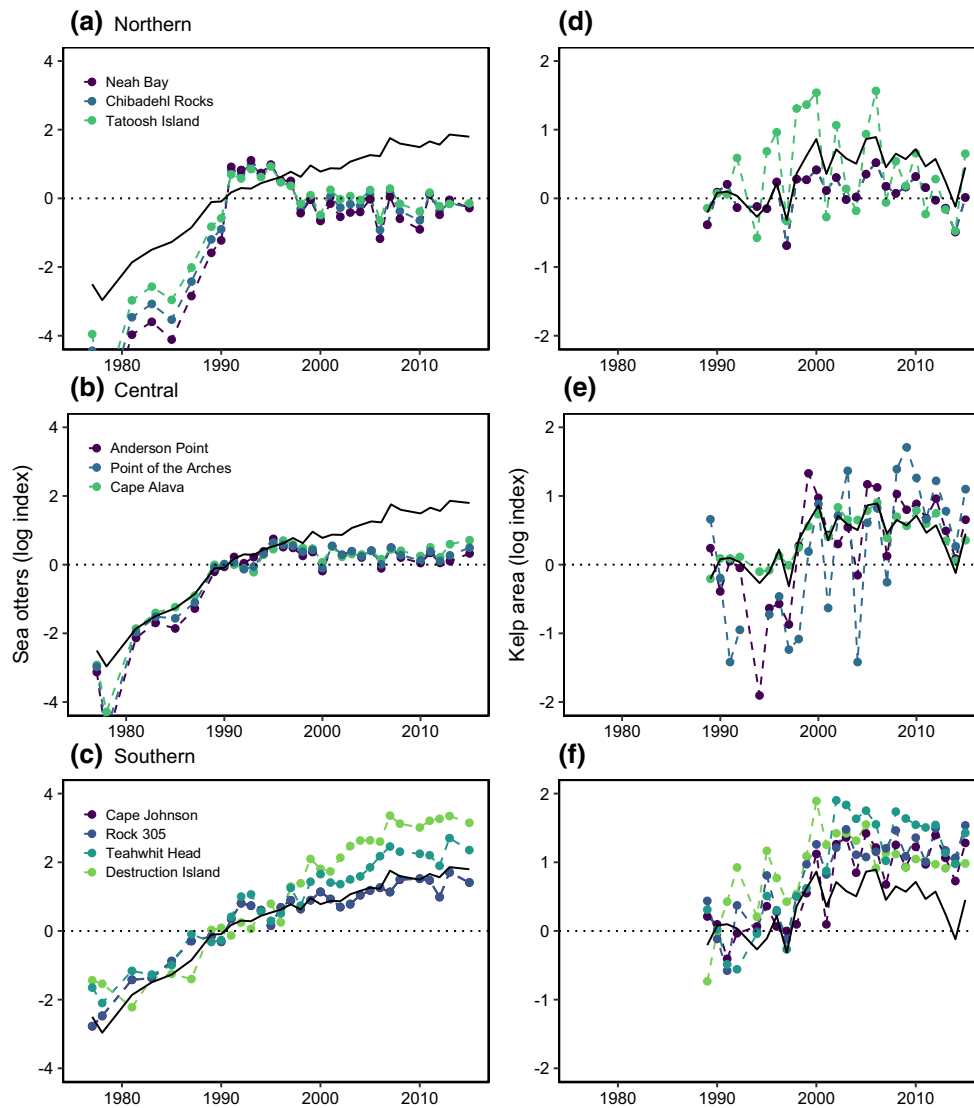 (a) Northern
(d)
Neah Bay
Chibadehl Rocks
Tatoosh Island
4
2
0
-2
-4
1980 1990 2000 2010
2
1
0
-1
-2
1980 1990 2000 2010
(b) Central
(e)
Anderson Point
Point of the Arches
Cape Alava
Sea otters (log index)
4
2
0
-2
-4
1980 1990 2000 2010
Kelp area (log index)
2
1
0
-1
-2
1980 1990 2000 2010
(c) Southern
(f)
Cape Johnson
Rock 305
Teahwhit Head
Destruction Island
4
2
0
-2
-4
1980 1990 2000 2010
2
1
0
-1
-2
1980 1990 2000 2010